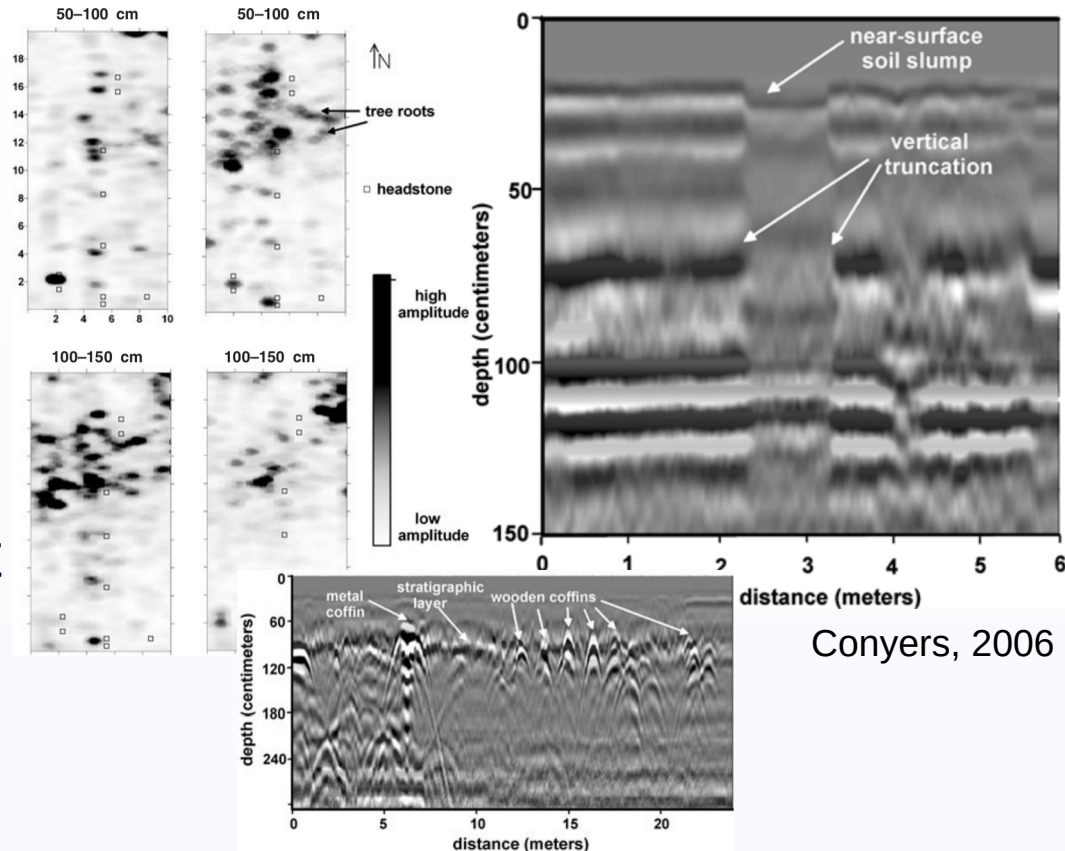 50–100 cm
50–100 cm
18
16
14
12
10
8
6
4
2
2 4 6 8 10
N
tree roots
headstone
high
amplitude
low
amplitude
100–150 cm
100–150 cm
0
50
100
150
depth (centimeters)
near-surface
soil slump
vertical
truncation
0 1 2 3 4 5 6
distance (meters)
Conyers, 2006
0
60
120
180
240
depth (centimeters)
metal
coffin
stratigraphic
layer
wooden coffins
0 5 10 15 20
distance (meters)